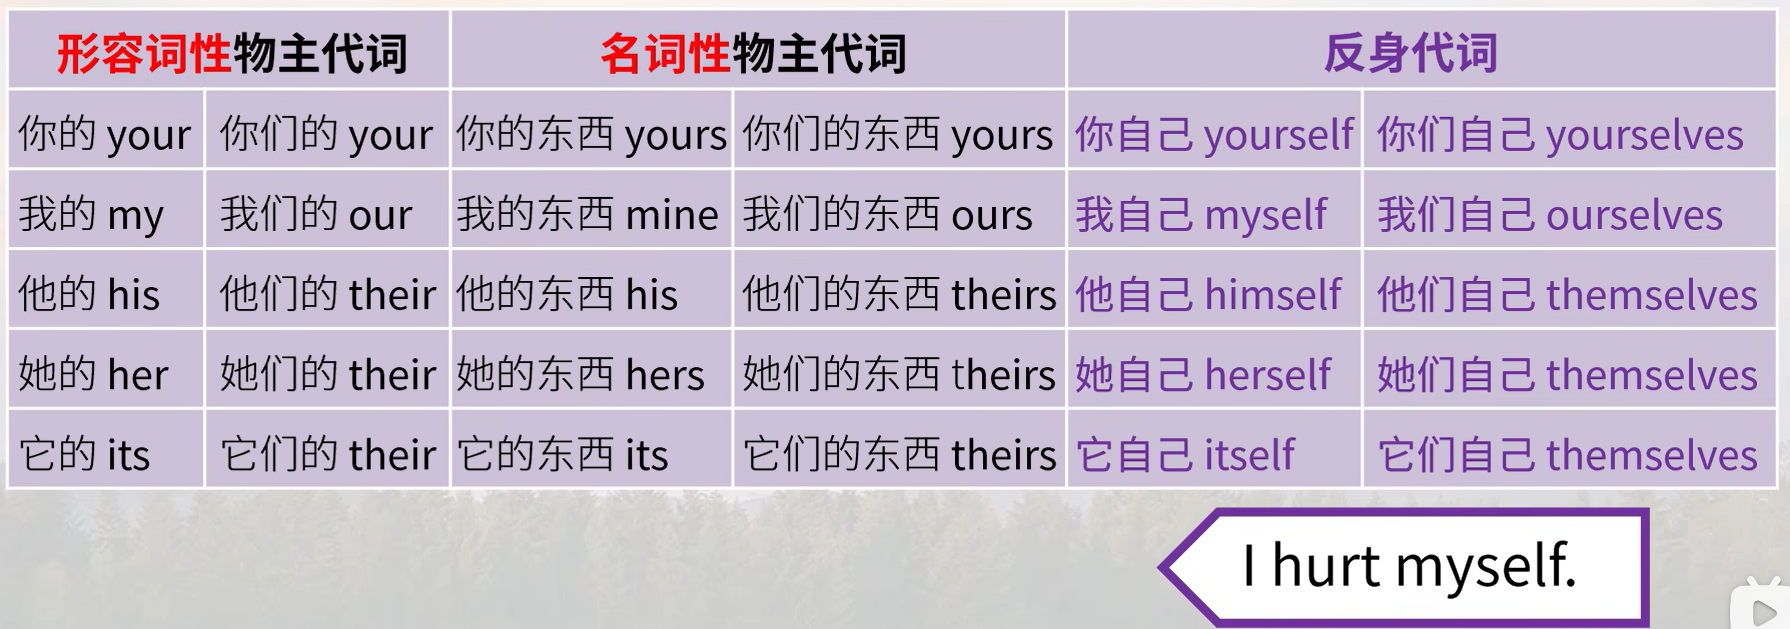 形容词性物主代词 名词性物主代词 反身代词
你的 your 你们的 your 你的东西 yours 你们的东西 yours 你自己 yourself 你们自己 yourselves
我的 my 我们的 our 我的东西 mine 我们的东西 ours 我自己 myself 我们自己 ourselves
他的 his 他们的 their 他的东西 his 他们的东西 theirs 他自己 himself 他们自己 themselves
她的 her 她们的 their 她的东西 hers 她们的东西 theirs 她自己 herself 她们自己 themselves
它的 its 它们的 their 它的东西 its 它们的东西 theirs 它自己 itself 它们自己 themselves
I hurt myself.